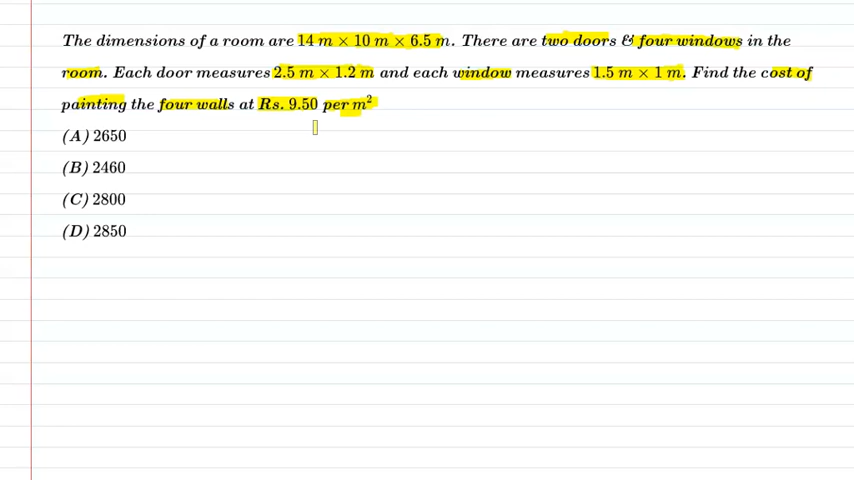 The dimensions of a room are 14 m × 10 m × 6.5 m. There are two doors & four windows in the
room. Each door measures 2.5 m × 1.2 m and each window measures 1.5 m × 1 m. Find the cost of
painting the four walls at Rs. 9.50 per m²
(A) 2650
(B) 2460
(C) 2800
(D) 2850